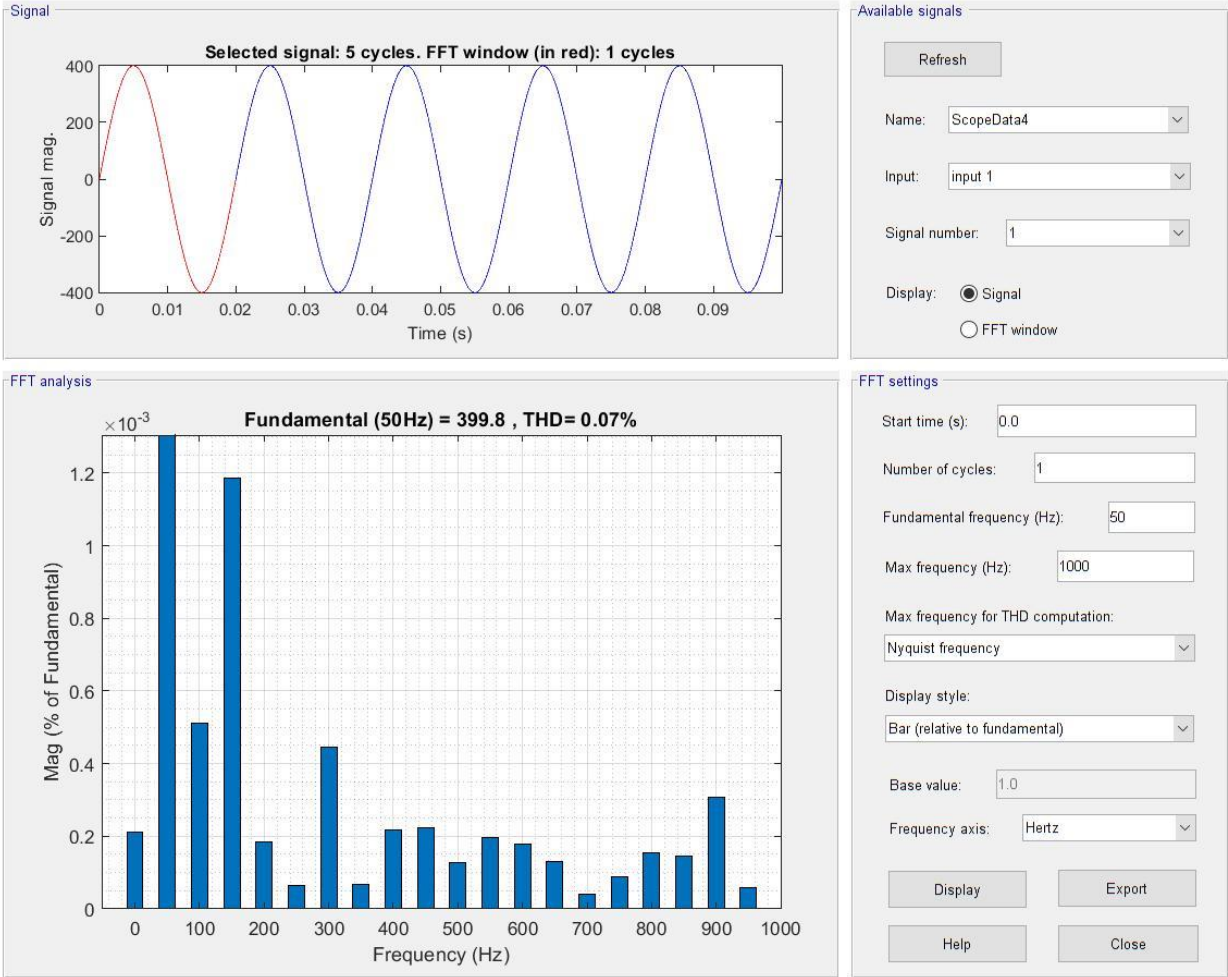 Signal
Selected signal: 5 cycles. FFT window (in red): 1 cycles
400
200
0
-200
-400
Signal mag.
0 0.01 0.02 0.03 0.04 0.05 0.06 0.07 0.08 0.09
Time (s)
Available signals
Refresh
Name: ScopeData4
Input: input 1
Signal number: 1
Display: Signal
FFT window
FFT analysis
×10-3
Fundamental (50Hz) = 399.8 , THD= 0.07%
1.2
1
0.8
0.6
0.4
0.2
0
Mag (% of Fundamental)
0 100 200 300 400 500 600 700 800 900 1000
Frequency (Hz)
FFT settings
Start time (s): 0.0
Number of cycles: 1
Fundamental frequency (Hz): 50
Max frequency (Hz): 1000
Max frequency for THD computation:
Nyquist frequency
Display style:
Bar (relative to fundamental)
Base value: 1.0
Frequency axis: Hertz
Display Export
Help Close